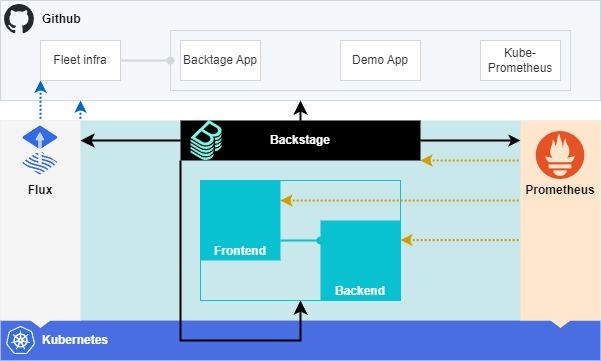 Github
Fleet infra
Backtage App
Demo App
Kube-
Prometheus
Backstage
Flux
Prometheus
Frontend
Backend
Kubernetes